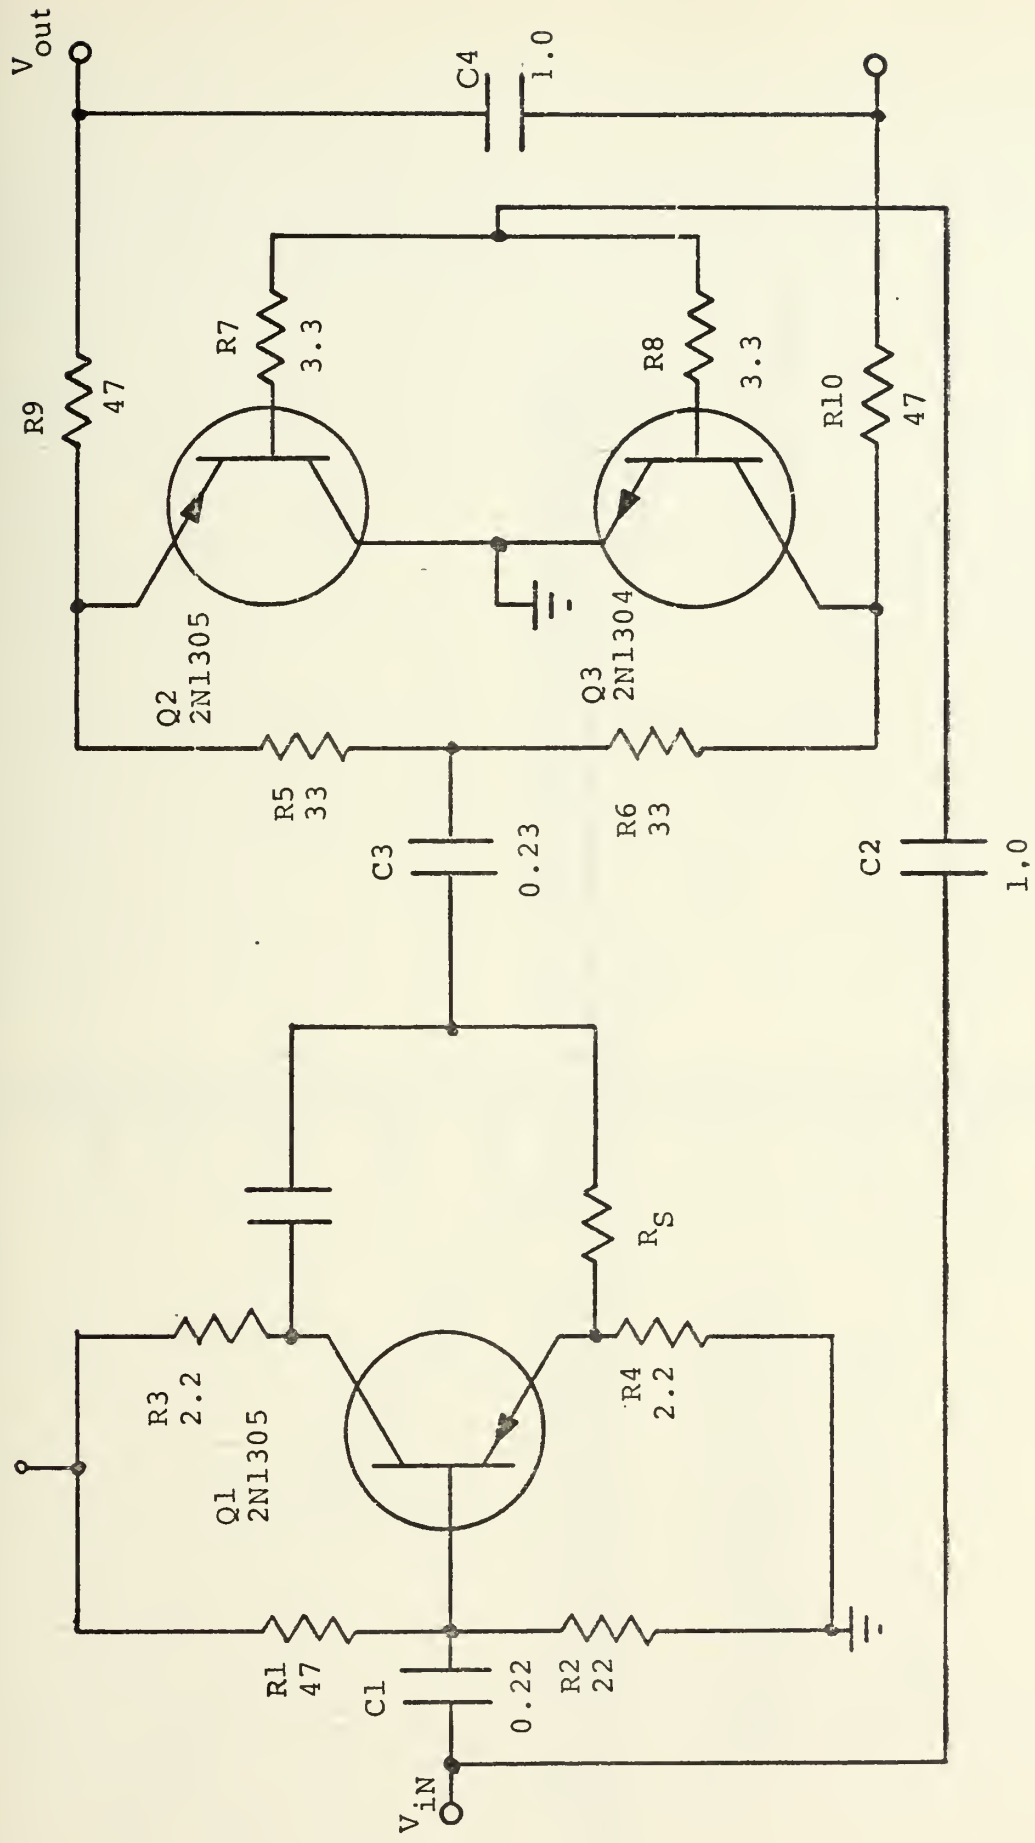 V_out
R9
47
C4
1.0
R7
3.3
R8
3.3
R10
47
Q2
2N1305
Q3
2N1304
R5
33
R6
33
C3
0.23
C2
1.0
R_S
R3
2.2
R4
2.2
Q1
2N1305
R1
47
C1
0.22
R2
22
V_iN